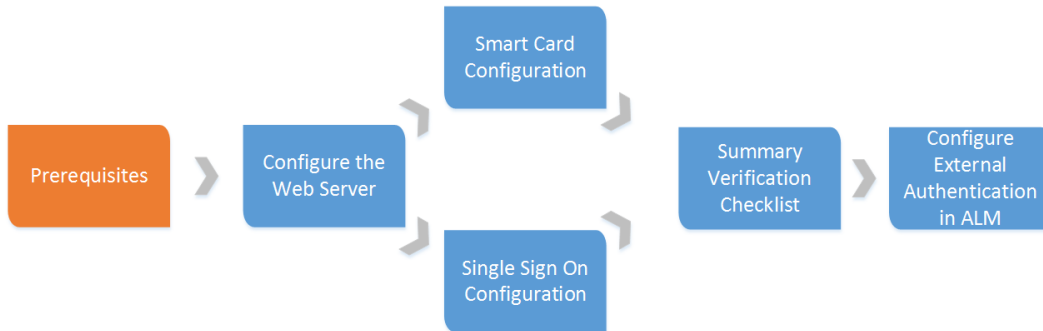 Prerequisites
Configure the
Web Server
Smart Card
Configuration
Single Sign On
Configuration
Summary
Verification
Checklist
Configure
External
Authentication
in ALM